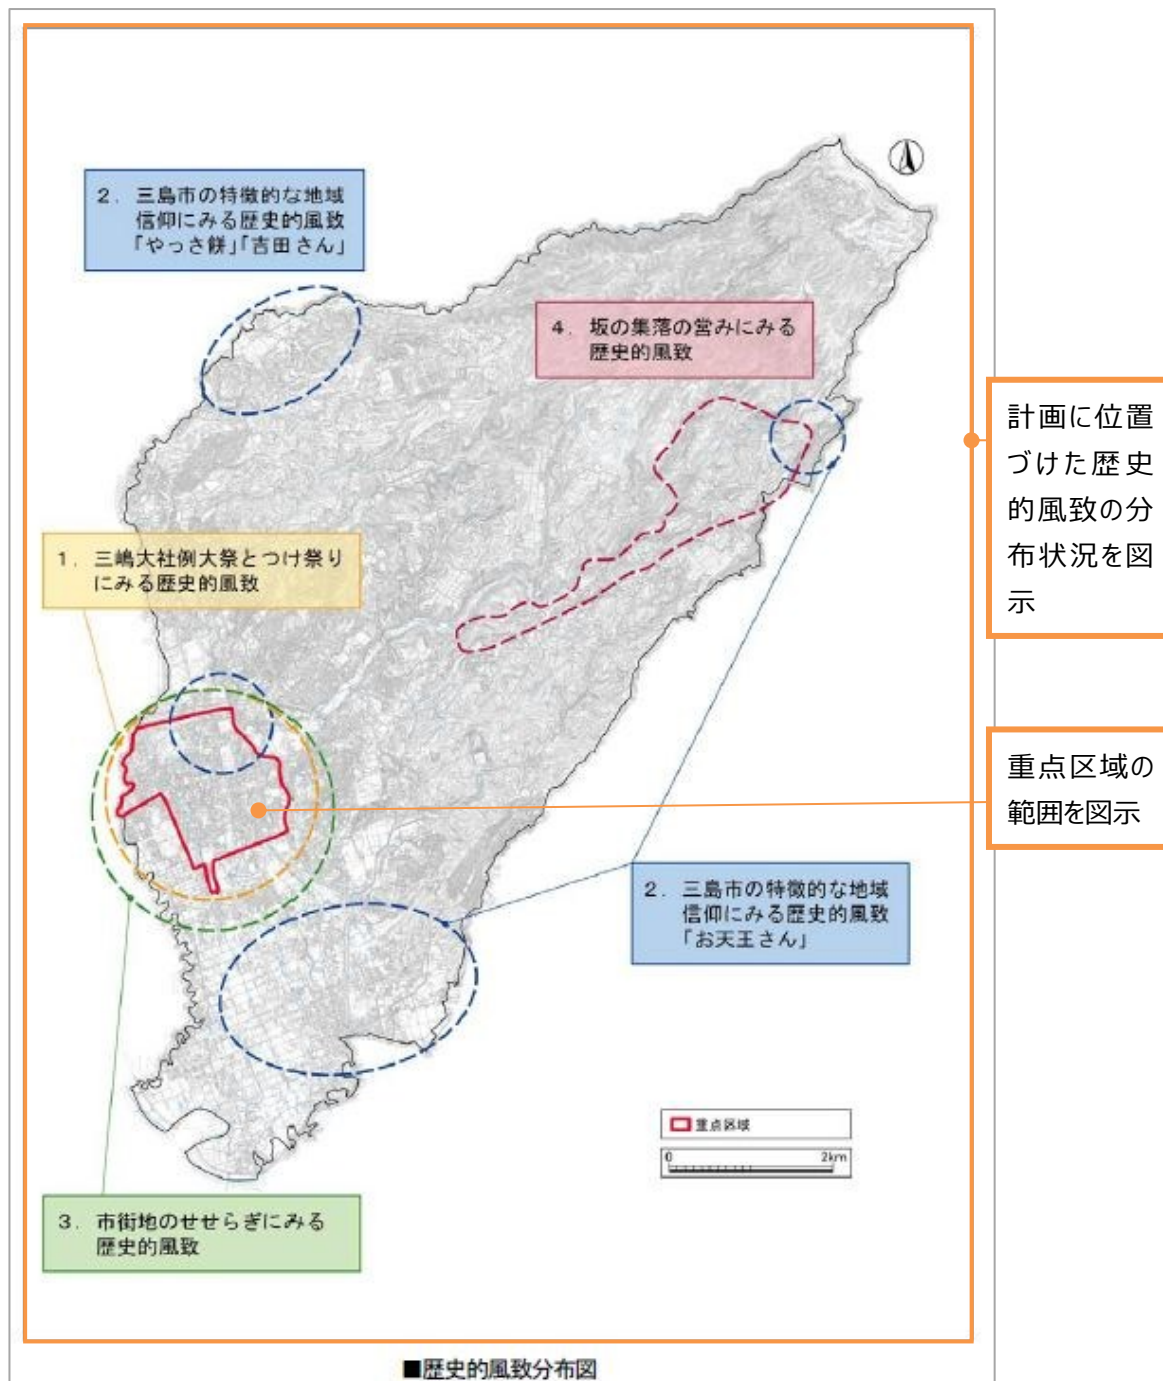 2. 三島市の特徴的な地域
信仰にみる歴史的風致
「やっさ餅」「吉田さん」
4. 坂の集落の営みにみる
歴史的風致
計画に位置
づけた歴史
的風致の分
布状況を図
示
1. 三嶋大社例大祭とつけ祭り
にみる歴史的風致
重点区域の
範囲を図示
2. 三島市の特徴的な地域
信仰にみる歴史的風致
「お天王さん」
重点区域
0 2km
3. 市街地のせせらぎにみる
歴史的風致
■歴史的風致分布図